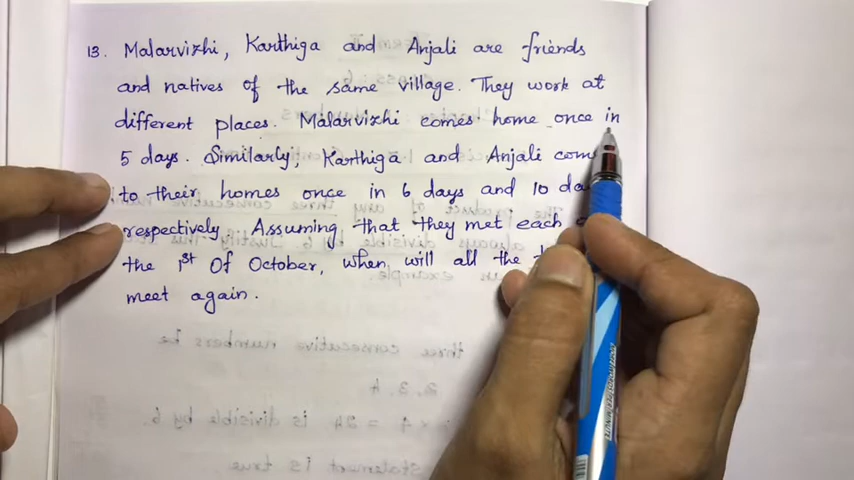 13. Malarvizhi, Karthiga and Anjali are friends
and natives of the same village. They work at
different places. Malarvizhi comes home once in
5 days. Similarly, Karthiga and Anjali com
to their homes once in 6 days and 10 da
respectively Assuming that they met each
the 1st Of October, when will all the
meet again.